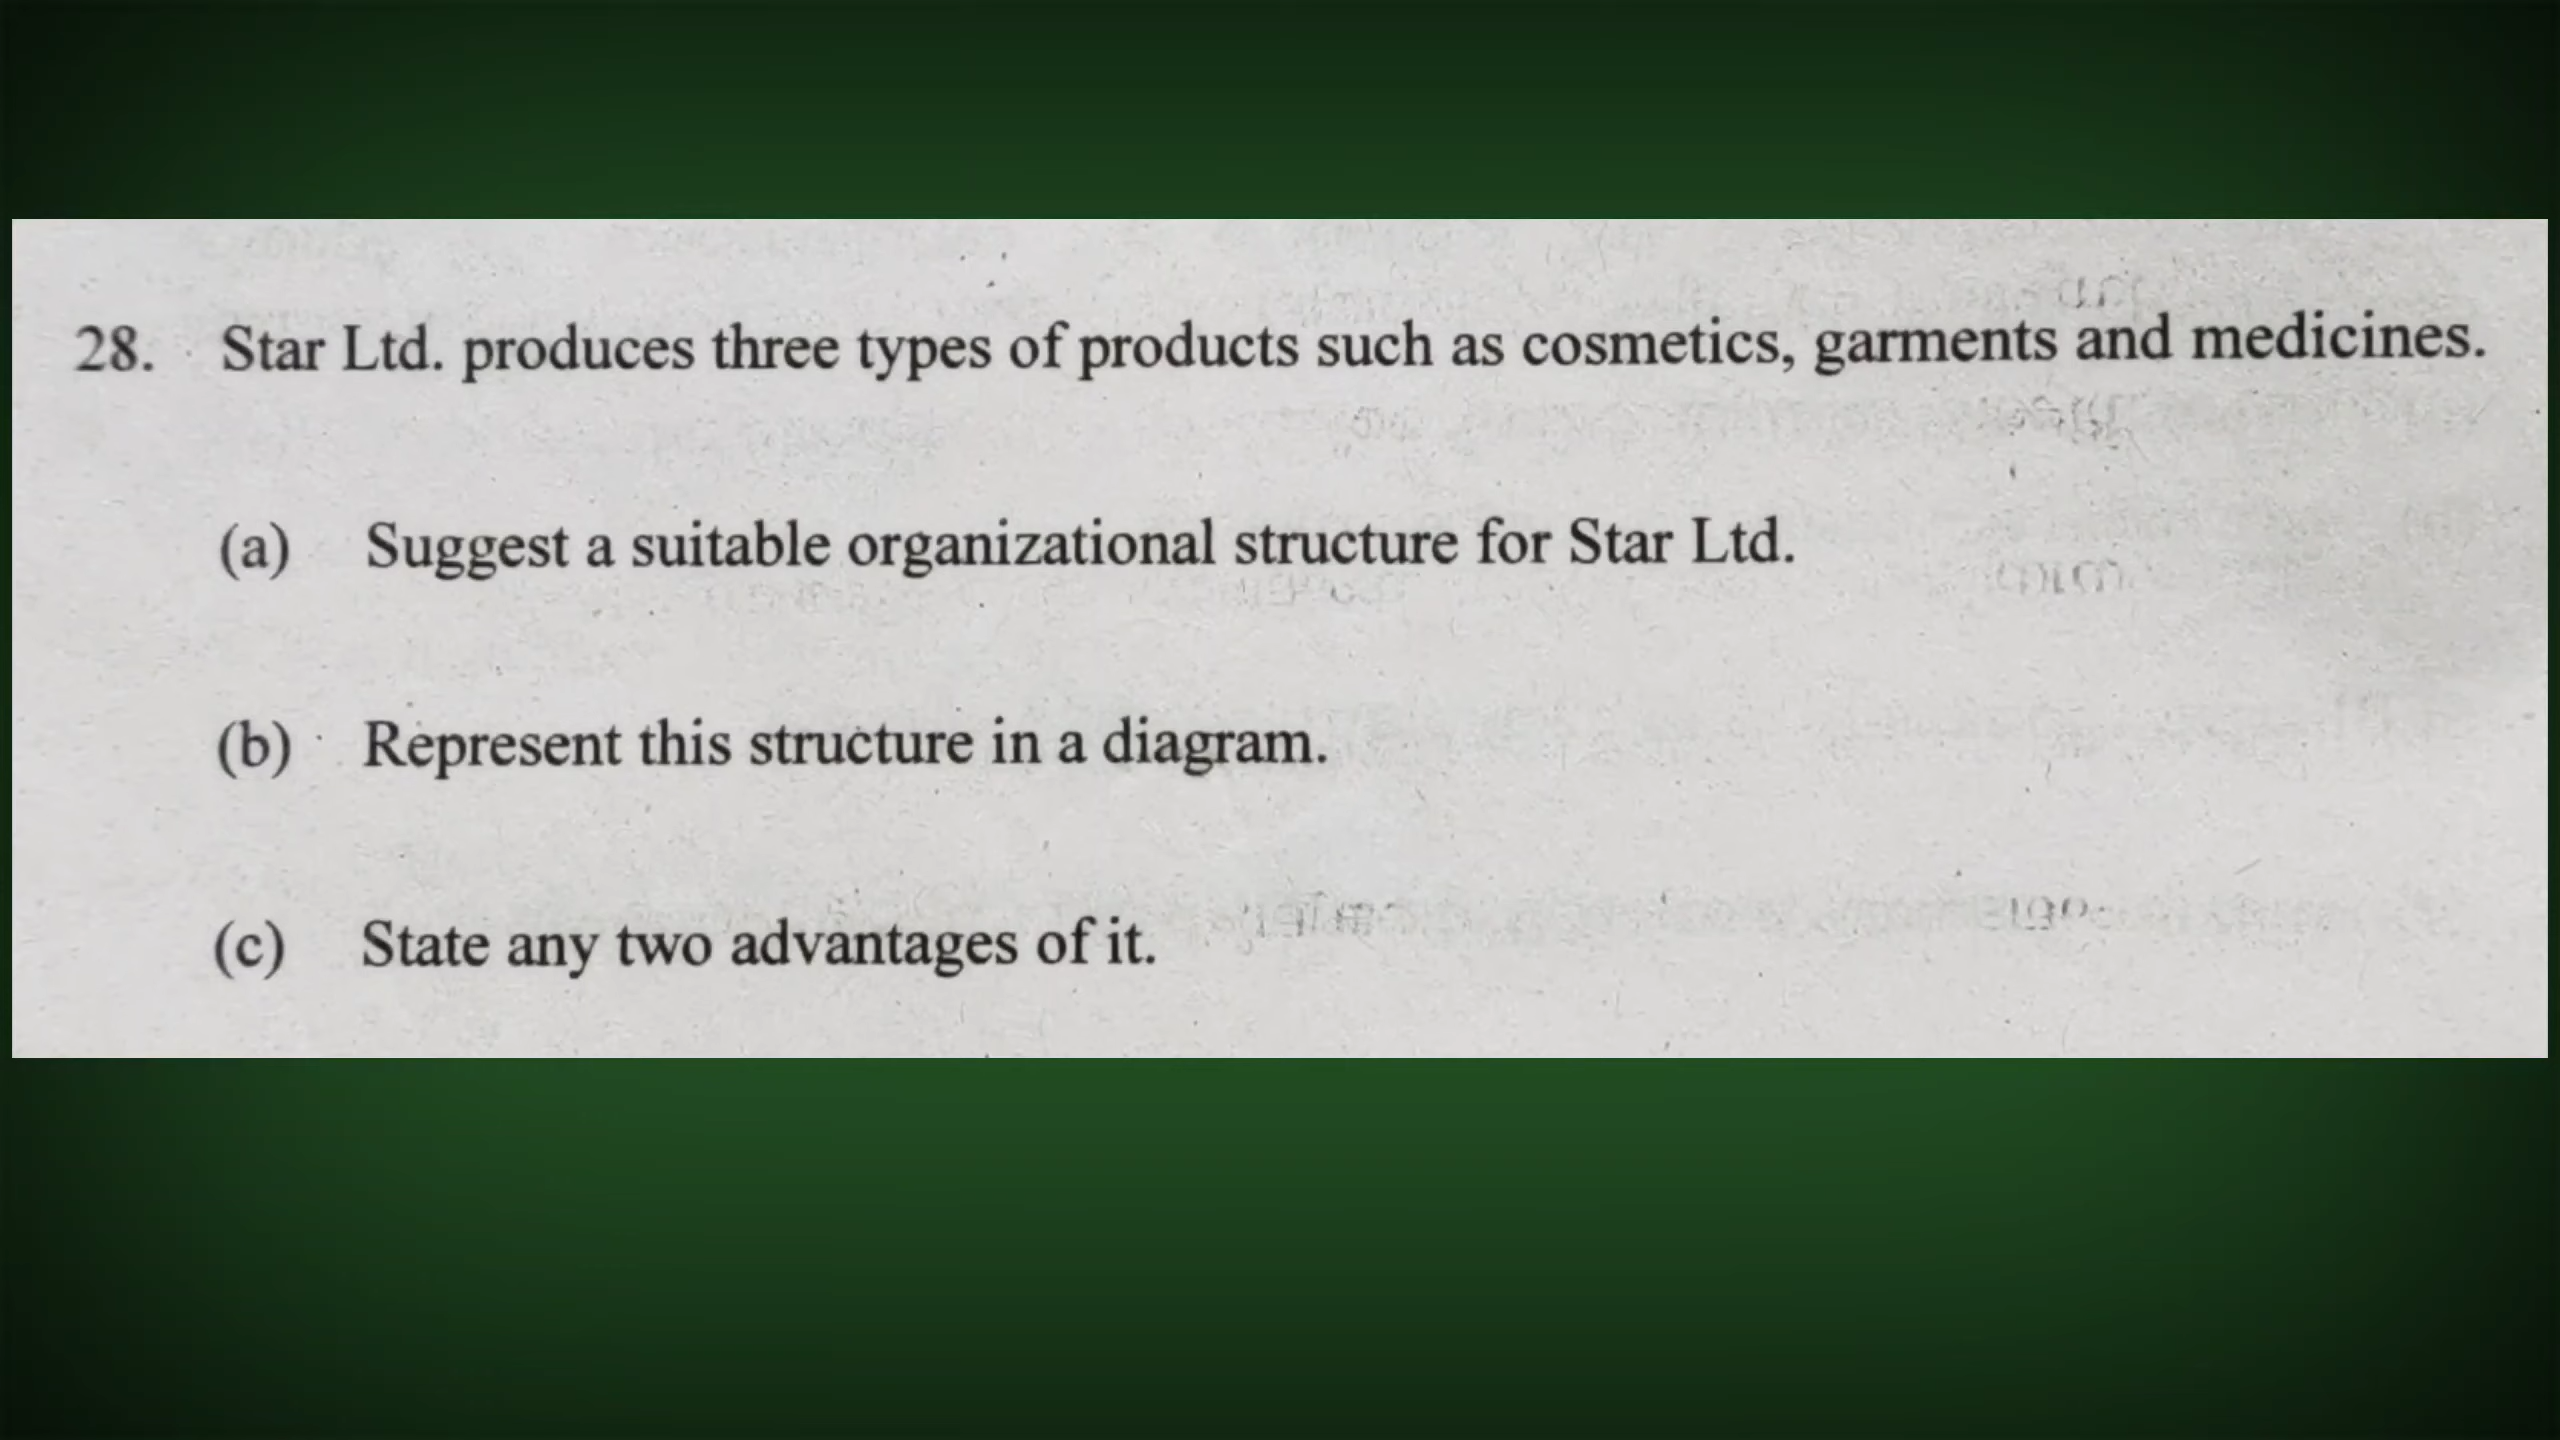 28. Star Ltd. produces three types of products such as cosmetics, garments and medicines.
(a) Suggest a suitable organizational structure for Star Ltd.
(b) Represent this structure in a diagram.
(c) State any two advantages of it.